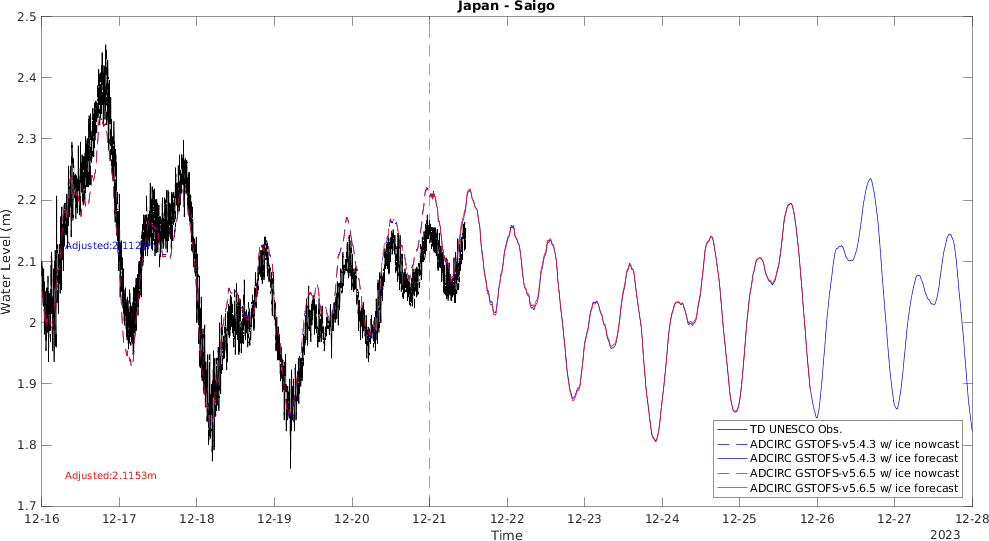 Japan - Saigo
2.5
2.4
2.3
2.2
2.1
2
1.9
1.8
1.7
Water Level (m)
Adjusted:2.1153m
TD UNESCO Obs.
ADCIRC GSTOFS-v5.4.3 w/ ice nowcast
ADCIRC GSTOFS-v5.4.3 w/ ice forecast
ADCIRC GSTOFS-v5.6.5 w/ ice nowcast
ADCIRC GSTOFS-v5.6.5 w/ ice forecast
12-16 12-17 12-18 12-19 12-20 12-21 12-22 12-23 12-24 12-25 12-26 12-27 12-28
Time
2023